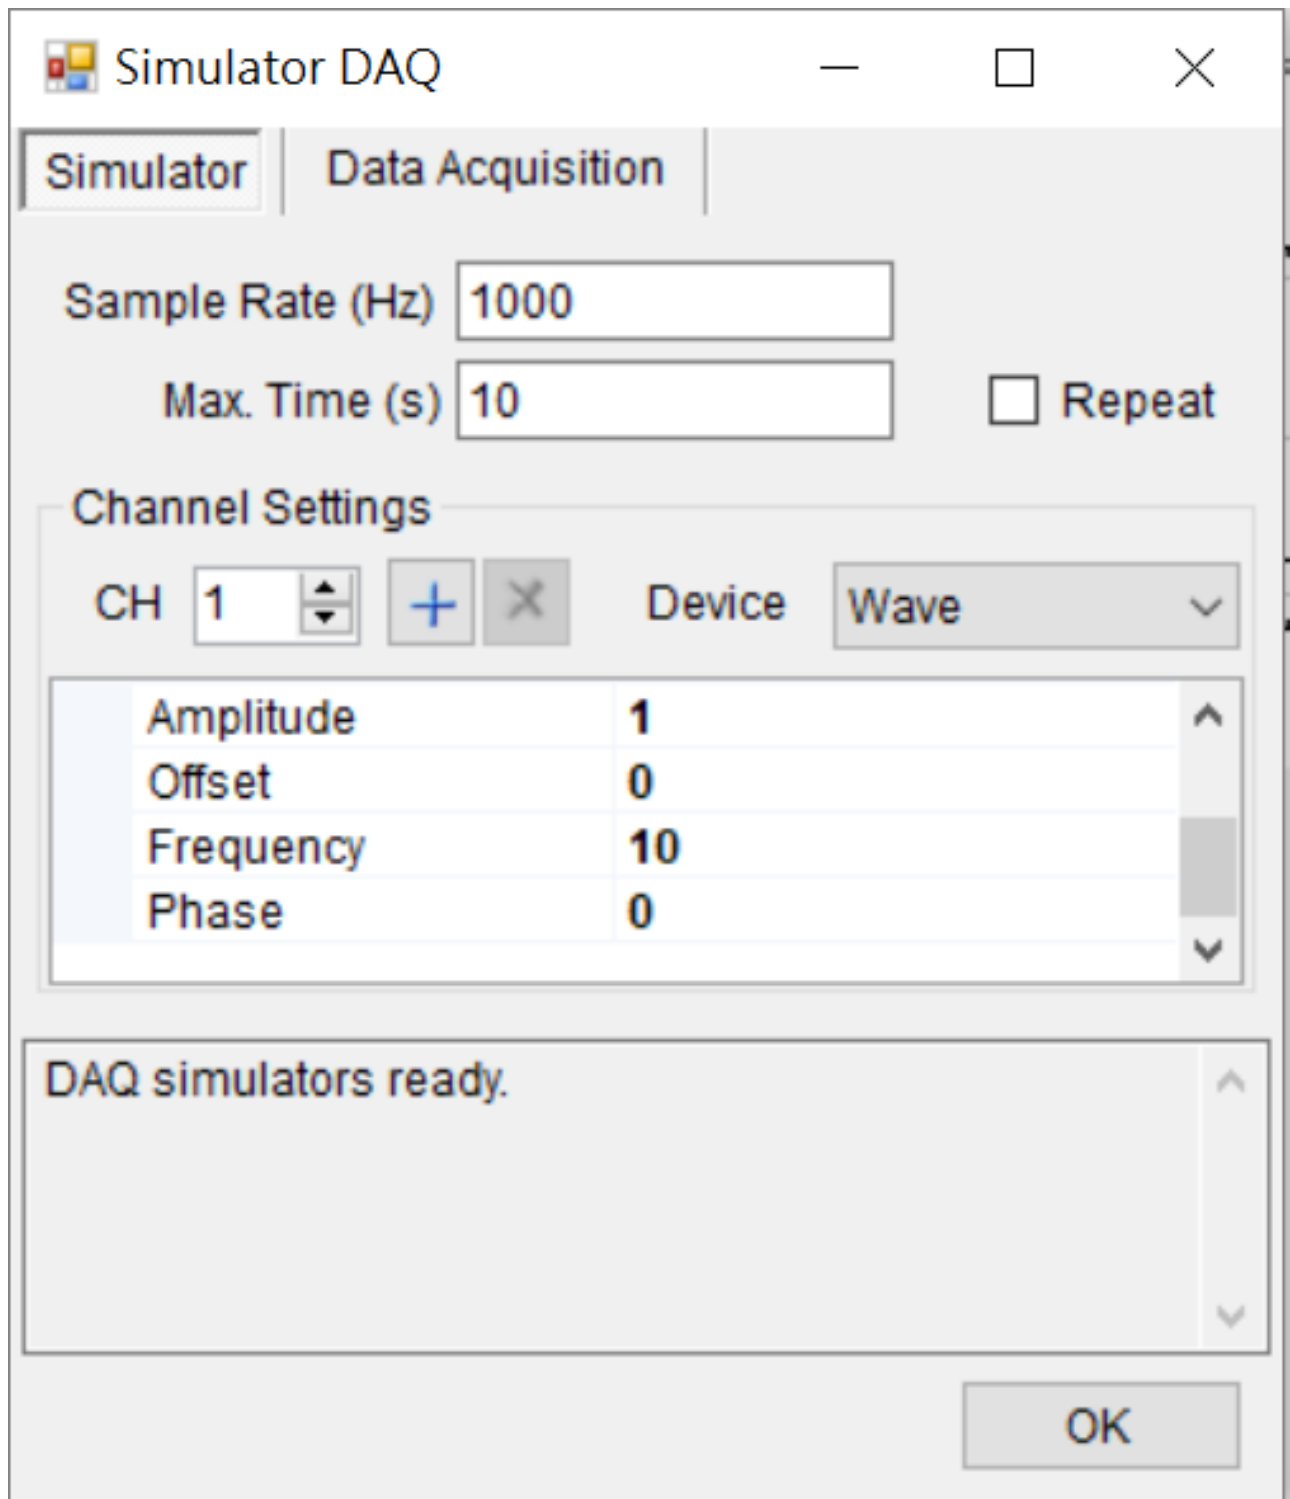 Simulator DAQ
Simulator Data Acquisition
Sample Rate (Hz) 1000
Max. Time (s) 10 Repeat
Channel Settings
CH 1 Device Wave
Amplitude 1
Offset 0
Frequency 10
Phase 0
DAQ simulators ready.
OK